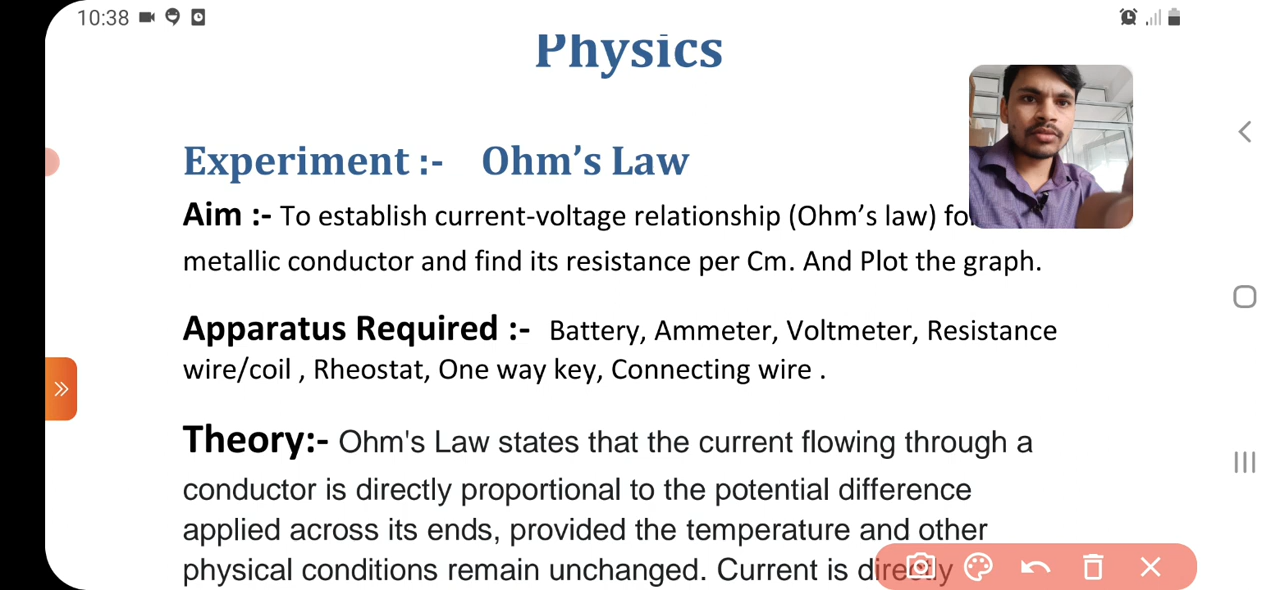 10:38
Physics
Experiment :- Ohm’s Law
Aim :- To establish current-voltage relationship (Ohm’s law)
metallic conductor and find its resistance per Cm. And Plot the graph.
Apparatus Required :- Battery, Ammeter, Voltmeter, Resistance
wire/coil , Rheostat, One way key, Connecting wire .
Theory:- Ohm's Law states that the current flowing through a
conductor is directly proportional to the potential difference
applied across its ends, provided the temperature and other
physical conditions remain unchanged. Current is directly